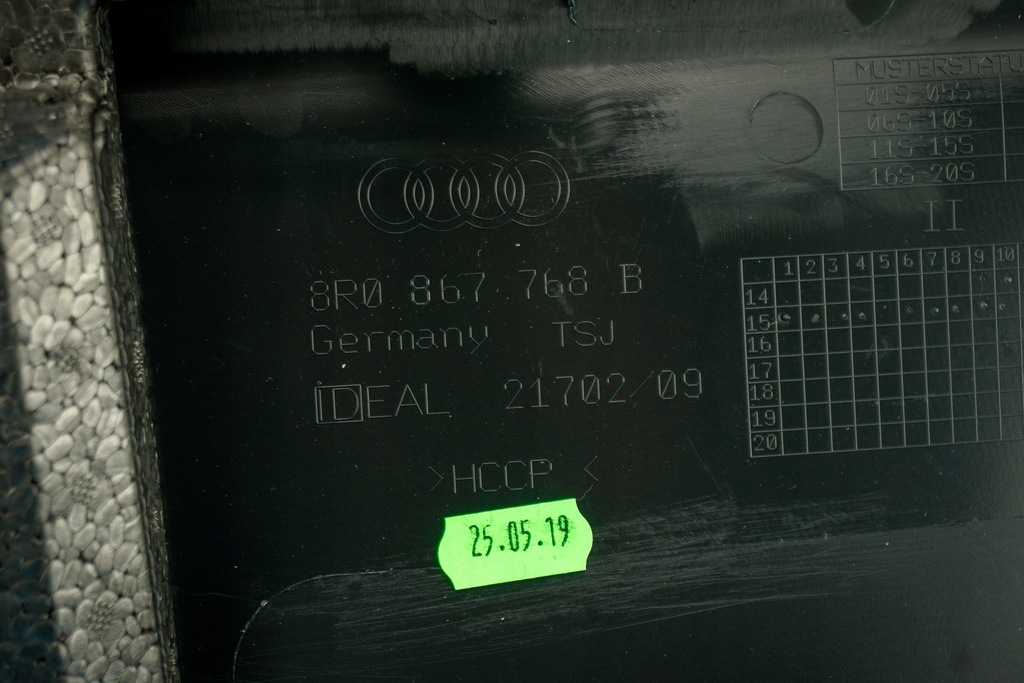 MUSTERSTATU
01S-05S
06S-10S
11S-15S
16S-20S
II
8R0 867 768 B
Germany TSJ
iDEAL 21702/09
>HCCP<
25.05.19
1 2 3 4 5 6 7 8 9 10
14
15
16
17
18
19
20